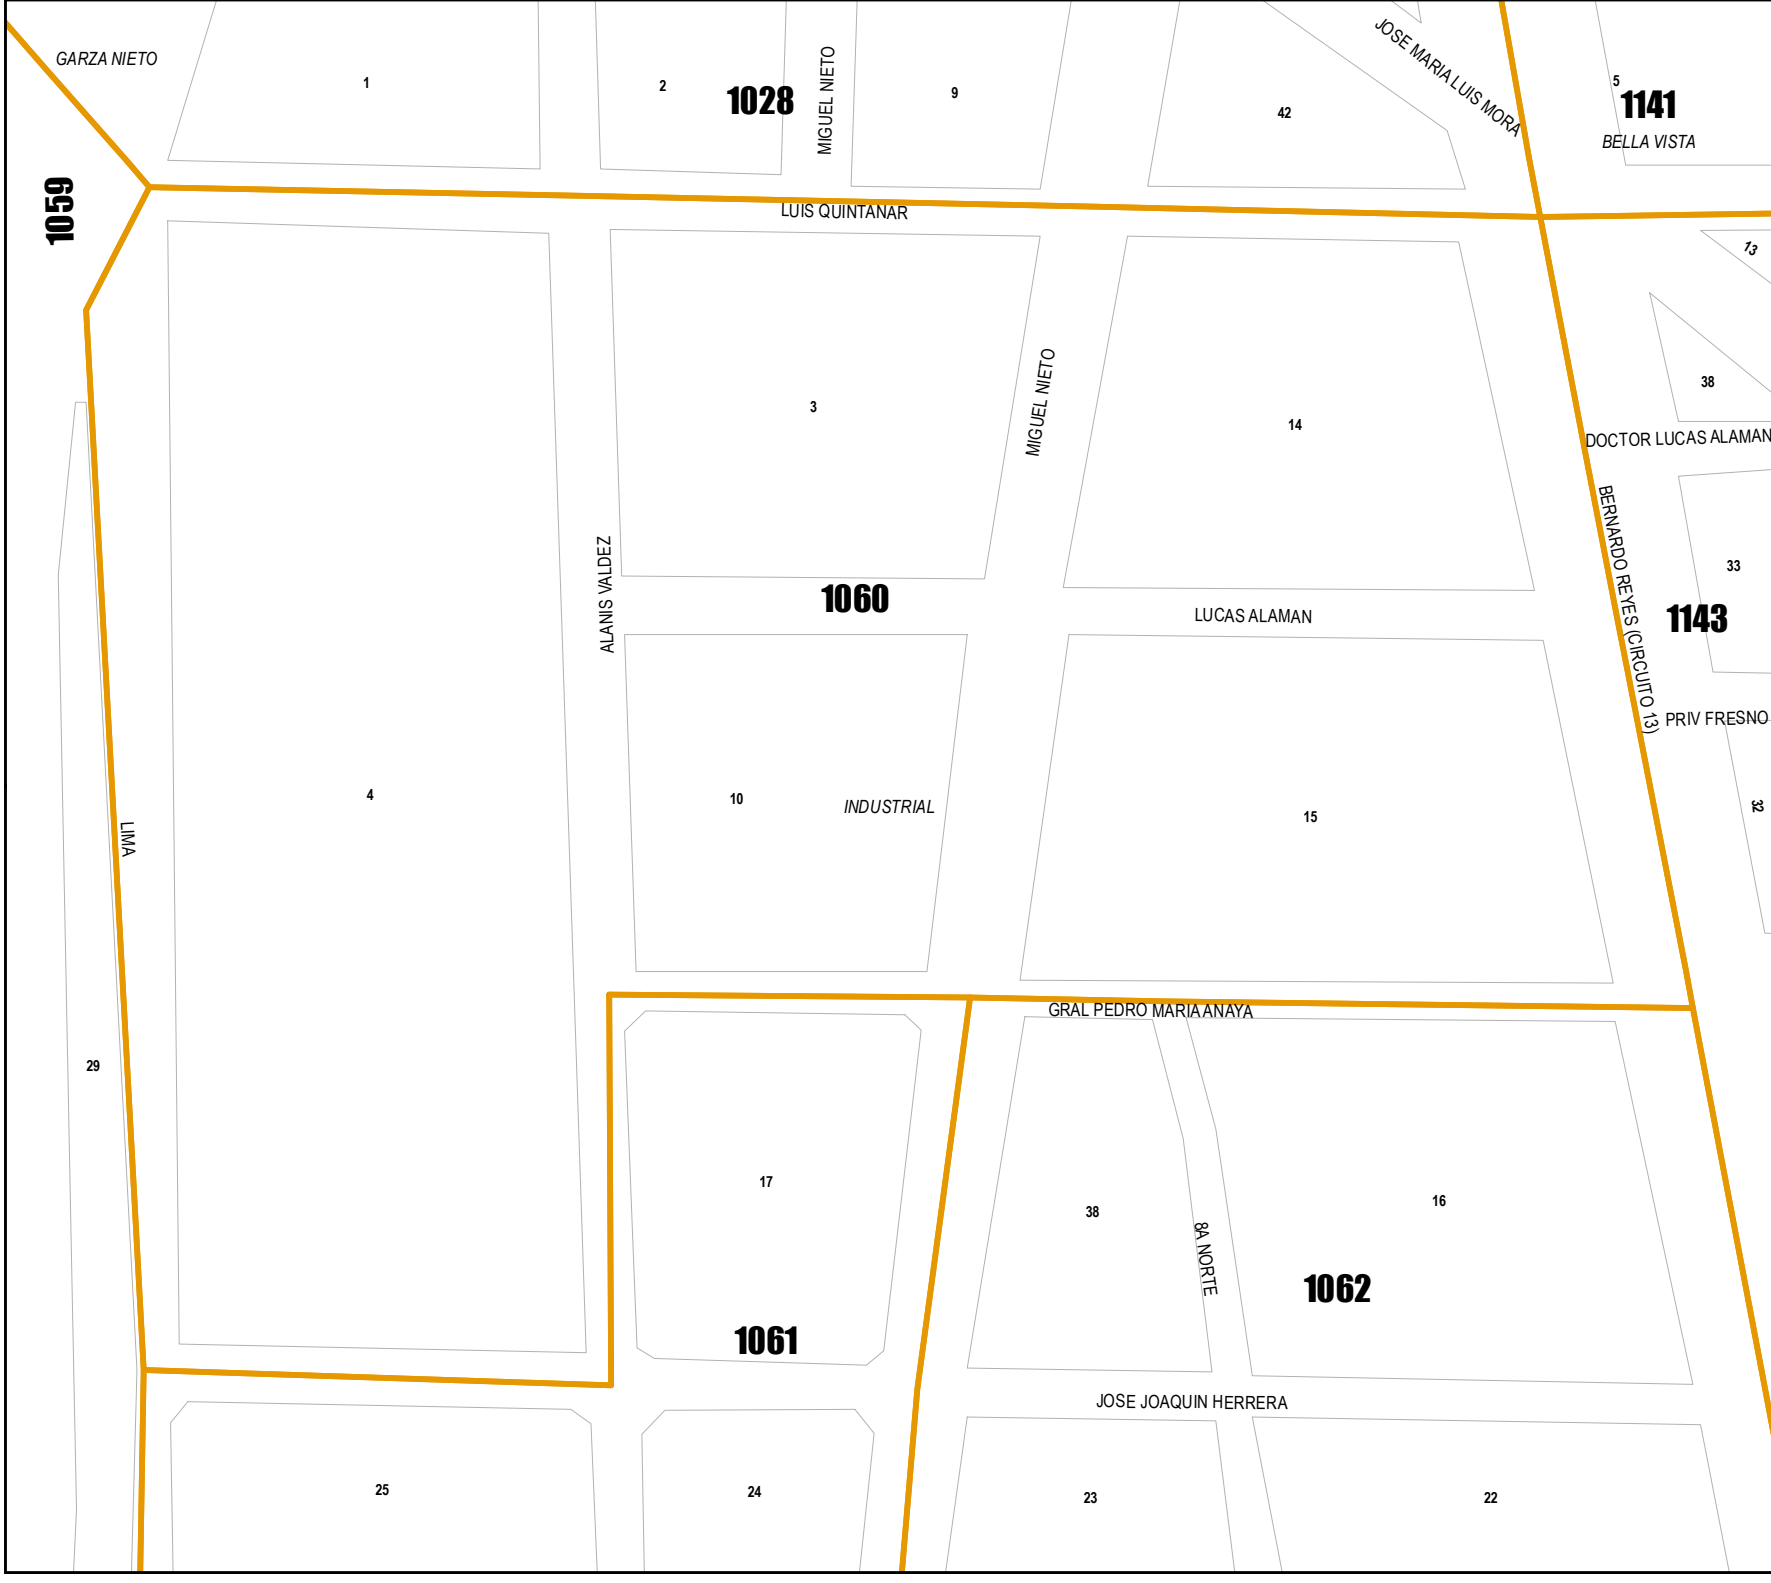 GARZA NIETO
1
2
1028
MIGUEL NIETO
9
42
JOSE MARIA LUIS MORA
5
1141
BELLA VISTA
1059
LUIS QUINTANAR
13
38
3
MIGUEL NIETO
14
DOCTOR LUCAS ALAMAN
BERNARDO REYES (CIRCUITO 13)
33
ALANIS VALDEZ
1060
LUCAS ALAMAN
1143
PRIV FRESNO
4
10
INDUSTRIAL
15
32
LIMA
GRAL PEDRO MARIA ANAYA
29
17
38
8A NORTE
16
1062
1061
JOSE JOAQUIN HERRERA
25
24
23
22